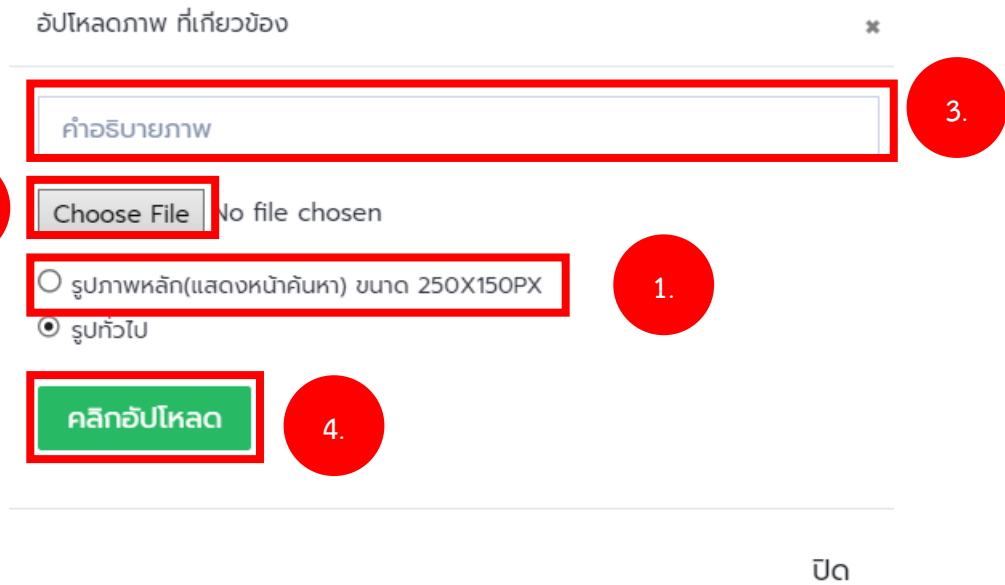 อัปโหลดภาพ ที่เกียวข้อง
คำอธิบายภาพ
3.
Choose File No file chosen
รูปภาพหลัก(แสดงหน้าค้นหา) ขนาด 250X150PX
1.
รูปทั่วไป
คลิกอัปโหลด
4.
ปิด